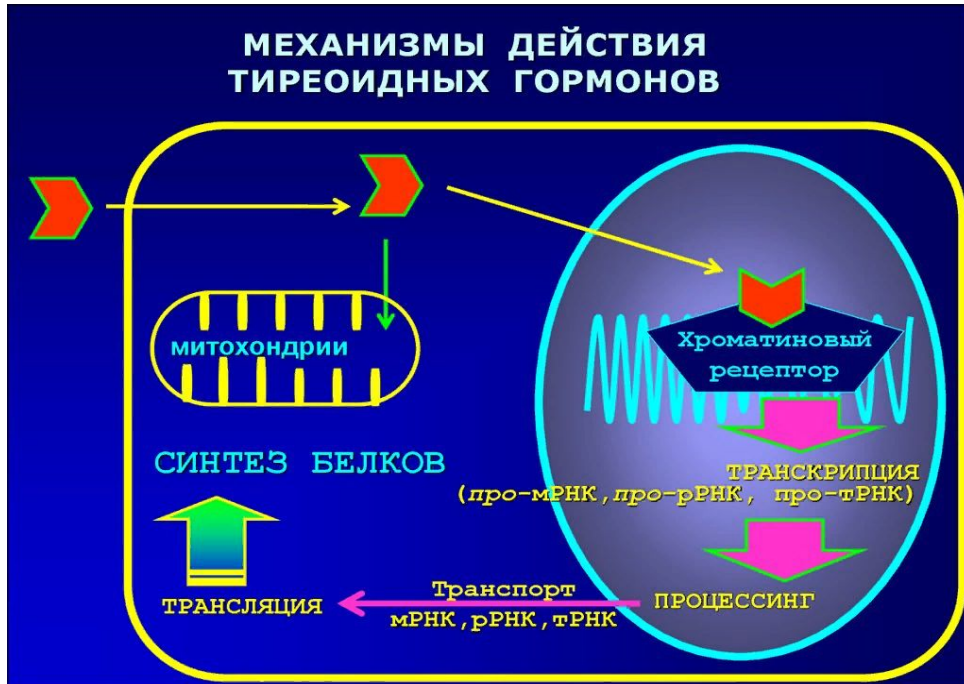 МЕХАНИЗМЫ ДЕЙСТВИЯ
ТИРЕОИДНЫХ ГОРМОНОВ
митохондрии
Хроматиновый
рецептор
СИНТЕЗ БЕЛКОВ
ТРАНСКРИПЦИЯ
(про-мРНК,про-рРНК, про-тРНК)
ТРАНСЛЯЦИЯ
Транспорт
мРНК,рРНК,тРНК
ПРОЦЕССИНГ